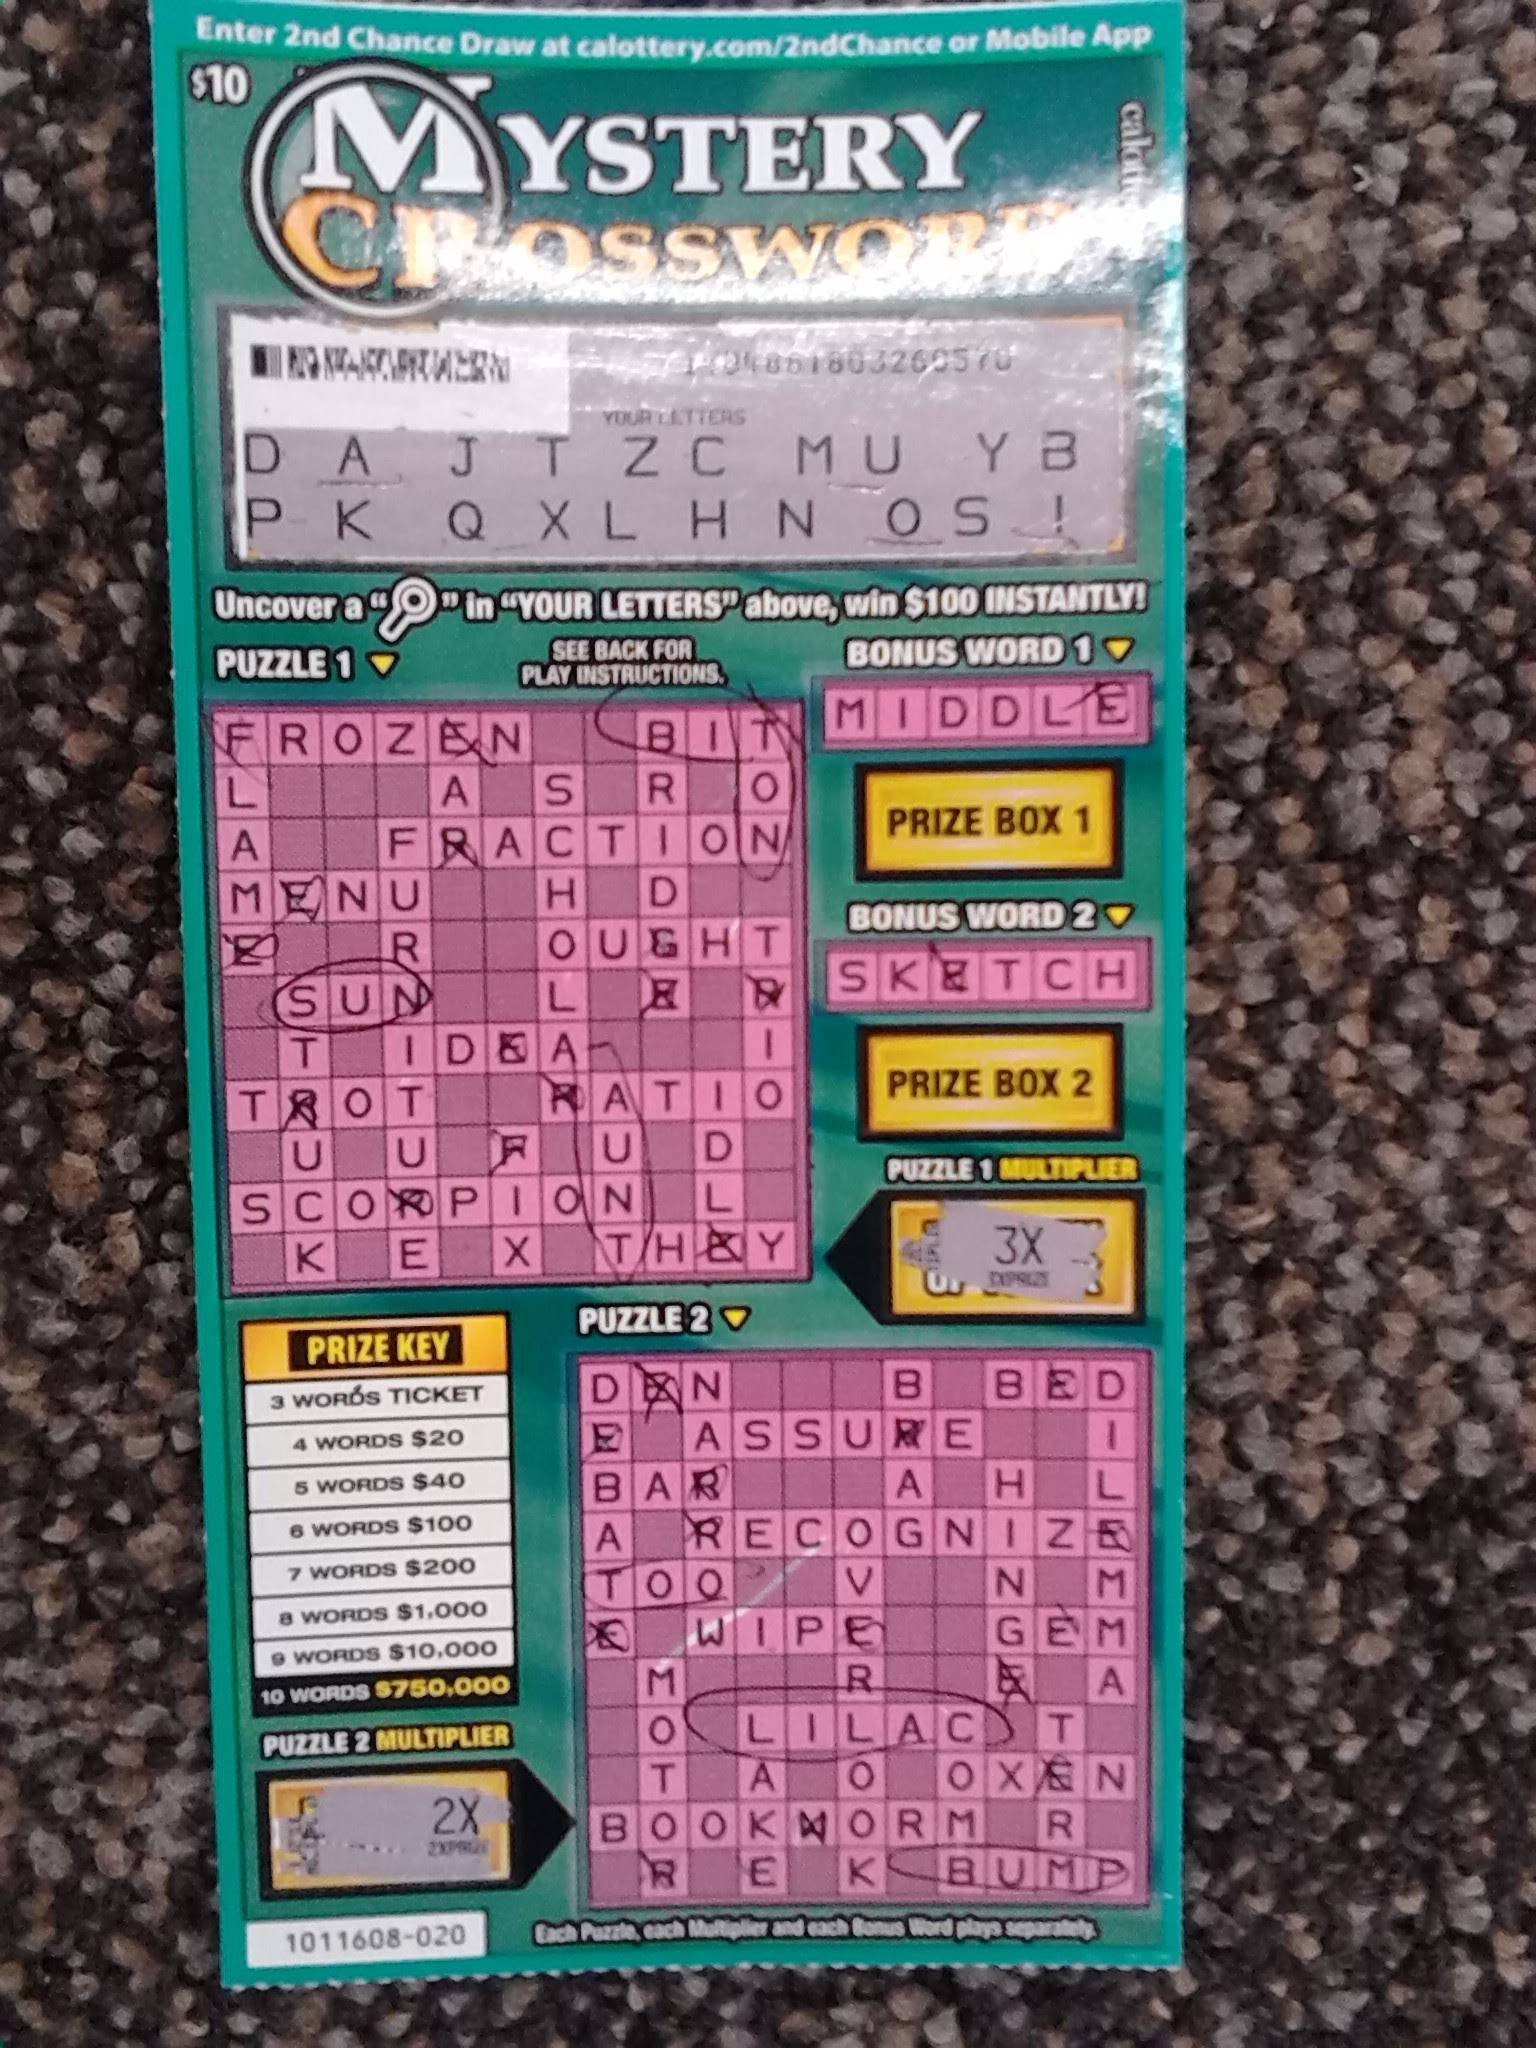 Enter 2nd Chance Draw at calottery.com/2ndChance or Mobile App
$10
MYSTERY
CROSSWORD
YOUR LETTERS
D A J T Z C M U Y B
P K Q X L H N O S I
Uncover a " " in "YOUR LETTERS" above, win $100 INSTANTLY!
PUZZLE 1
SEE BACK FOR
PLAY INSTRUCTIONS.
F R O Z E N B I T
L A S R O
A F R A C T I O N
M E N U H D
E R O U G H T
S U N L E R
T I D E A I
T R O T R A T I O
U U F U D
S C O R P I O N L
K E X T H E Y
BONUS WORD 1
M I D D L E
PRIZE BOX 1
BONUS WORD 2
S K E T C H
PRIZE BOX 2
PUZZLE 1 MULTIPLIER
3X
3XPRIZE
PRIZE KEY
3 WORDS TICKET
4 WORDS $20
5 WORDS $40
6 WORDS $100
7 WORDS $200
8 WORDS $1,000
9 WORDS $10,000
10 WORDS $750,000
PUZZLE 2 MULTIPLIER
2X
2XPRIZE
PUZZLE 2
D E N B B E D
E A S S U R E I
B A R A H L
A R E C O G N I Z E
T O O V N M
E W I P E G E M
M R E A
O L I L A C T
T A O O X E N
B O O K W O R M R
R E K B U M P
1011608-020
Each Puzzle, each Multiplier and each Bonus Word plays separately.